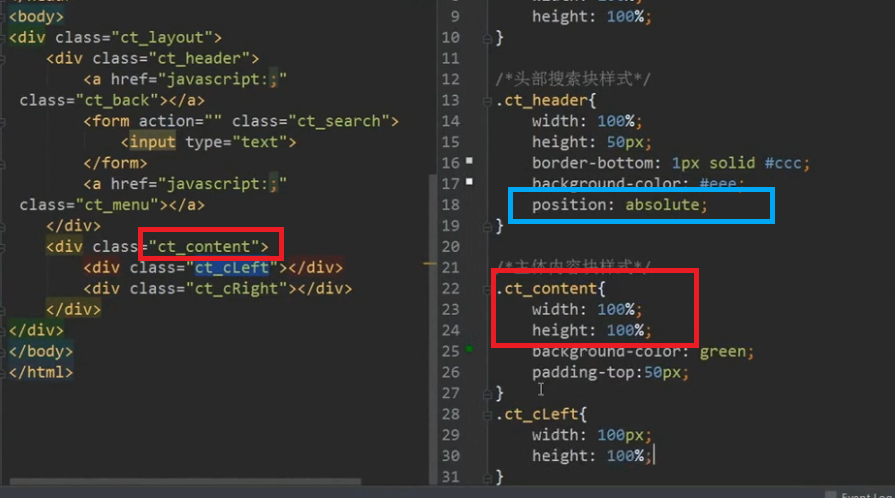 <body>
<div class="ct_layout">
<div class="ct_header">
<a href="javascript:;"
class="ct_back"></a>
<form action="" class="ct_search">
<input type="text">
</form>
<a href="javascript:;"
class="ct_menu"></a>
</div>
<div class="ct_content">
<div class="ct_cLeft"></div>
<div class="ct_cRight"></div>
</div>
</div>
</body>
</html>
9
height: 100%;
10 }
11
12 /*头部搜索块样式*/
13 .ct_header{
14 width: 100%;
15 height: 50px;
16 border-bottom: 1px solid #ccc;
17 background-color: #eee;
18 position: absolute;
19 }
20
21 /*主体内容块样式*/
22 .ct_content{
23 width: 100%;
24 height: 100%;
25 background-color: green;
26 padding-top:50px;
27 }
28 .ct_cLeft{
29 width: 100px;
30 height: 100%;
31 }
Event Log